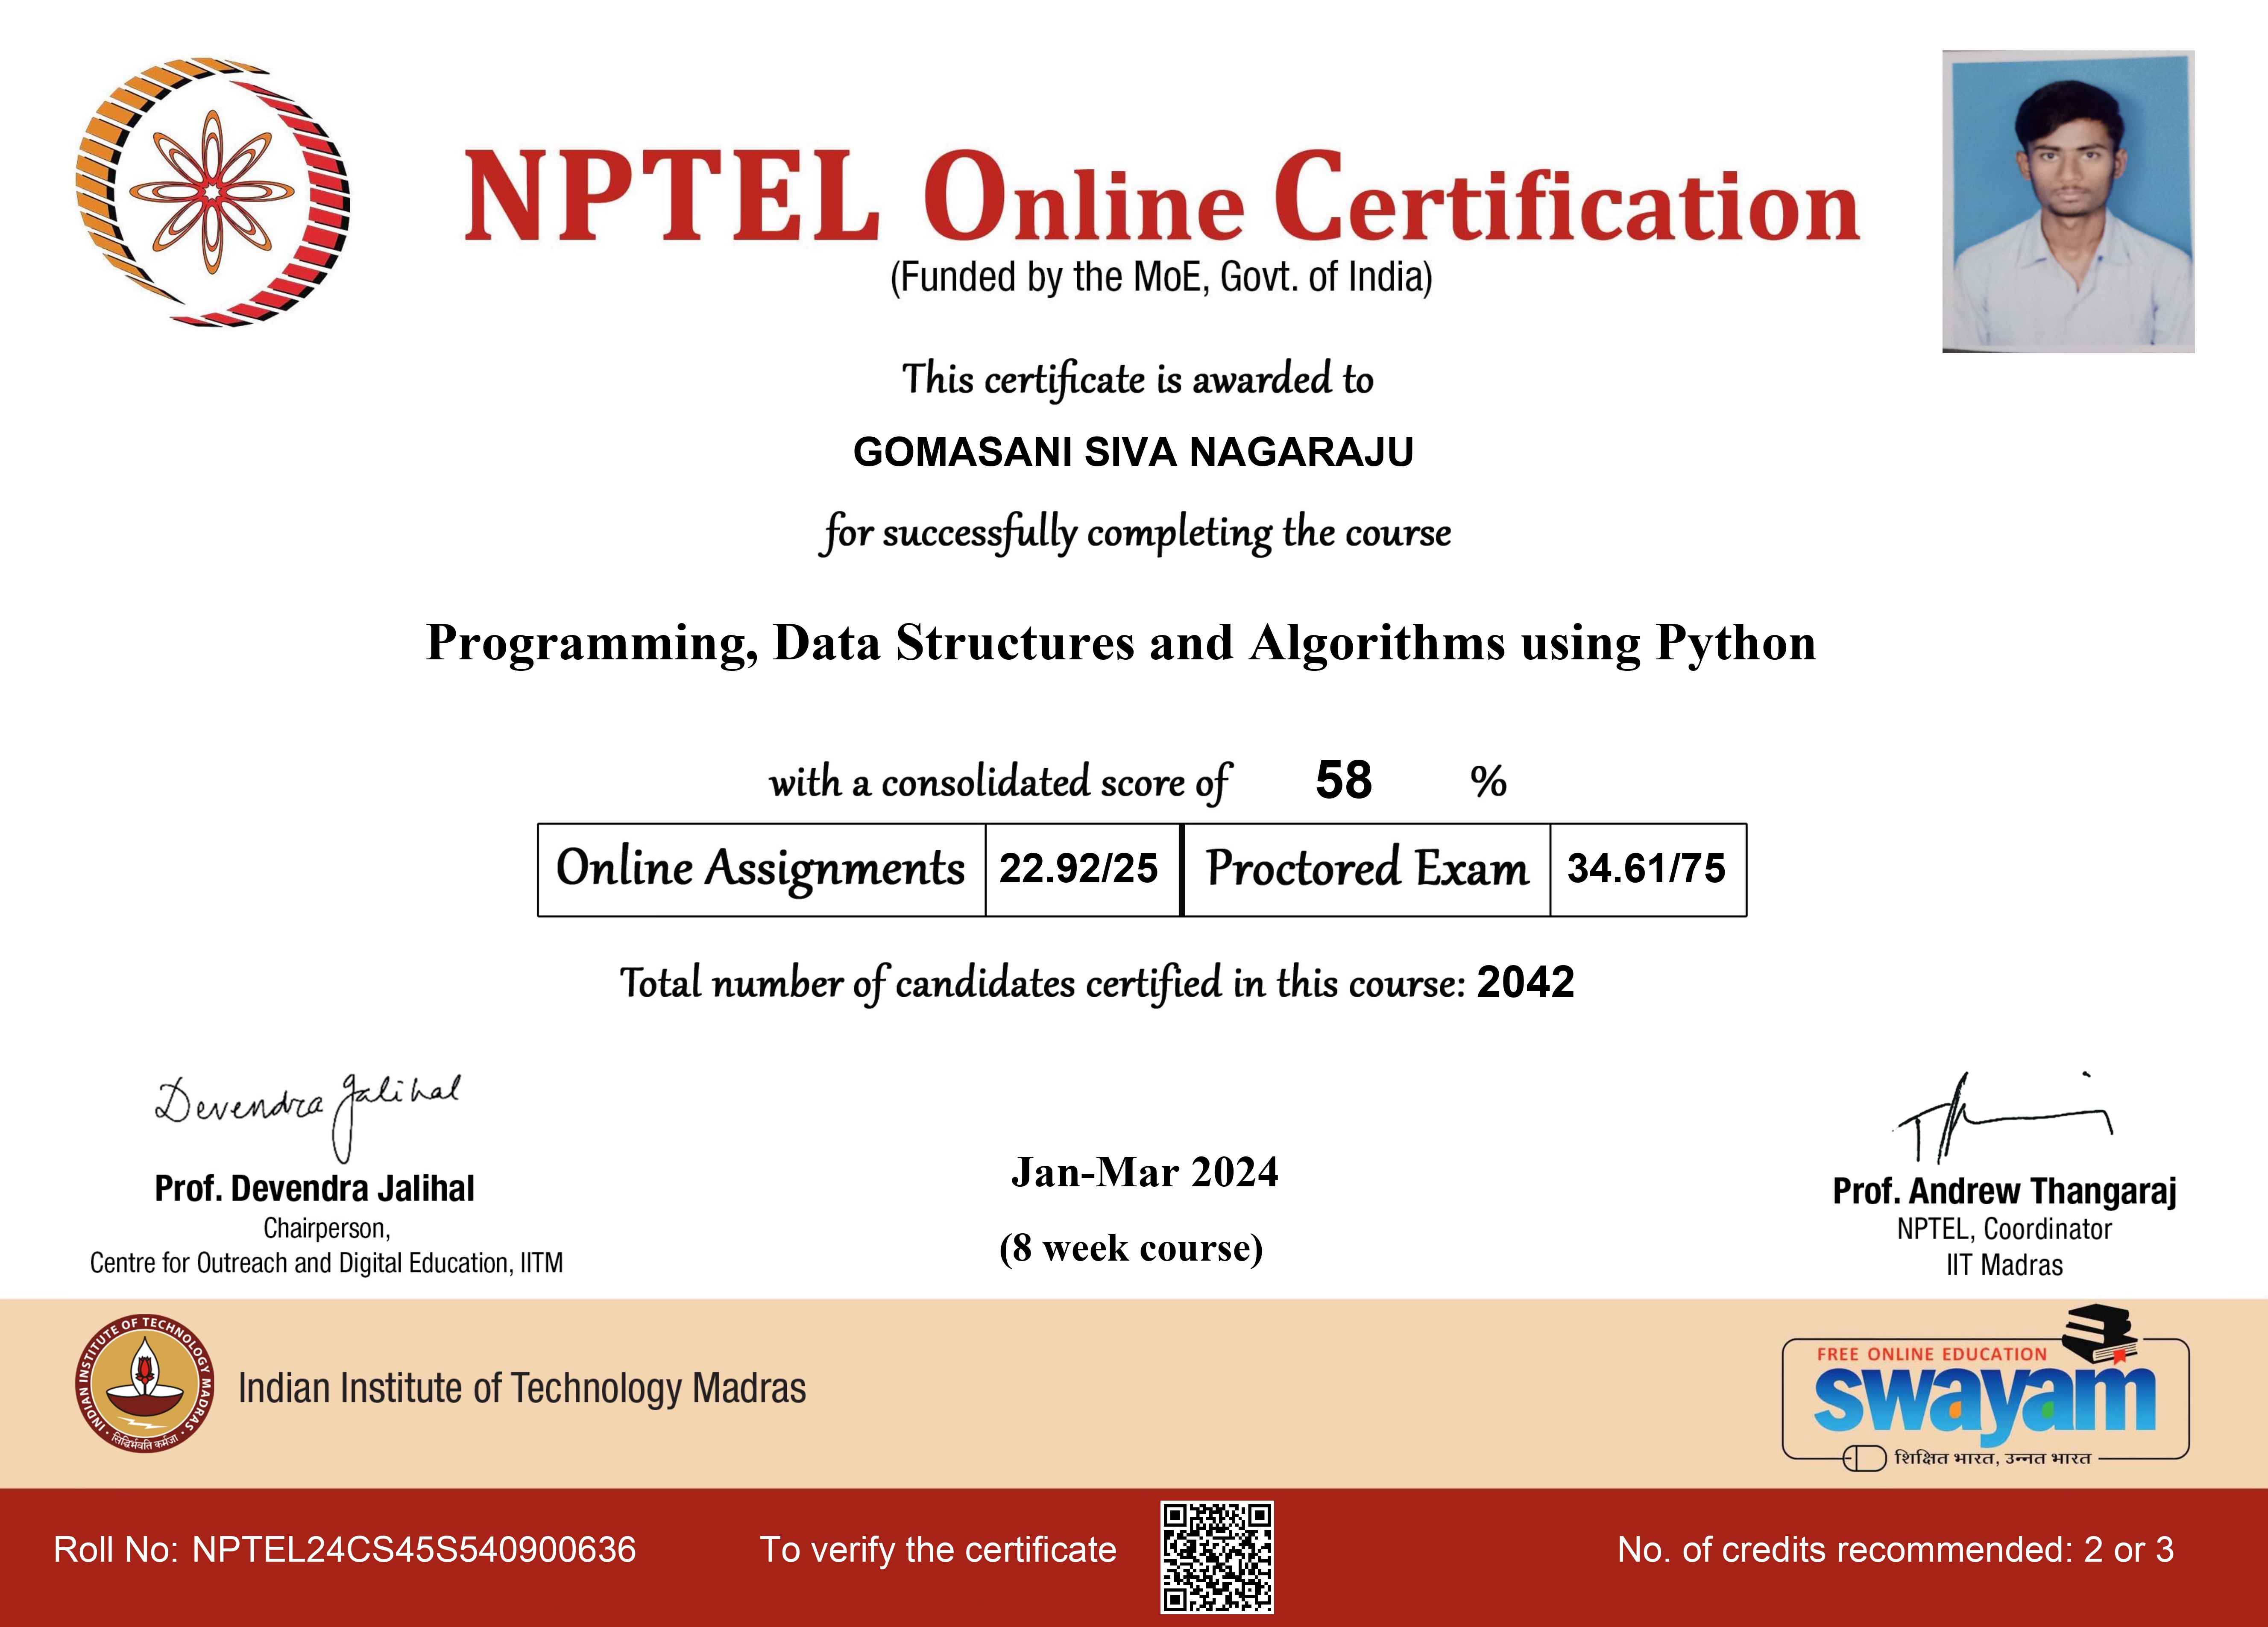 NPTEL Online Certification
(Funded by the MoE, Govt. of India)
This certificate is awarded to
GOMASANI SIVA NAGARAJU
for successfully completing the course
Programming, Data Structures and Algorithms using Python
with a consolidated score of 58 %
Online Assignments 22.92/25 Proctored Exam 34.61/75
Total number of candidates certified in this course: 2042
Devendra Jalihal
Prof. Devendra Jalihal
Chairperson,
Centre for Outreach and Digital Education, IITM
Jan-Mar 2024
(8 week course)
Prof. Andrew Thangaraj
NPTEL, Coordinator
IIT Madras
INDIAN INSTITUTE OF TECHNOLOGY MADRAS
सिद्धिर्भवति कर्मजा
Indian Institute of Technology Madras
FREE ONLINE EDUCATION
swayam
शिक्षित भारत, उन्नत भारत
Roll No: NPTEL24CS45S540900636
To verify the certificate
No. of credits recommended: 2 or 3